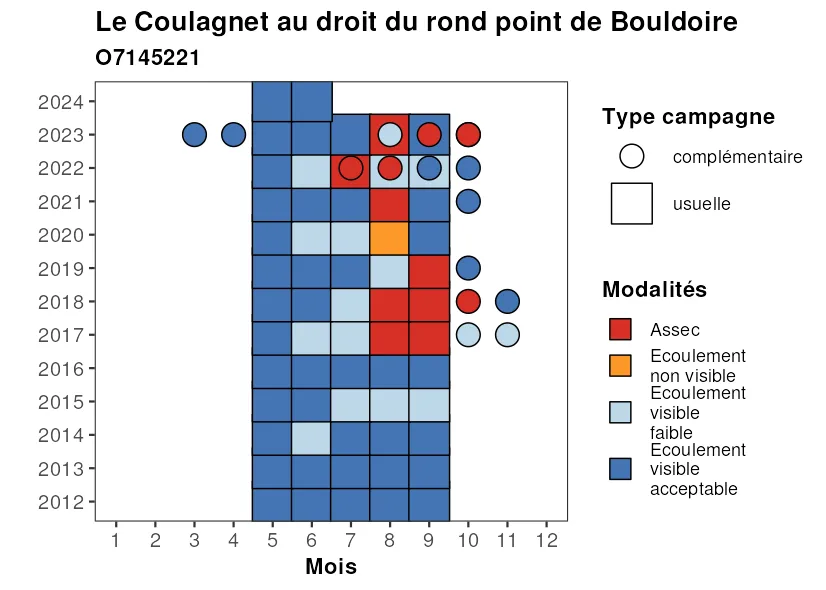 Le Coulagnet au droit du rond point de Bouldoire
O7145221
2024
2023
2022
2021
2020
2019
2018
2017
2016
2015
2014
2013
2012
1 2 3 4 5 6 7 8 9 10 11 12
Mois
Type campagne
complémentaire
usuelle
Modalités
Assec
Ecoulement
non visible
Ecoulement
visible
faible
Ecoulement
visible
acceptable